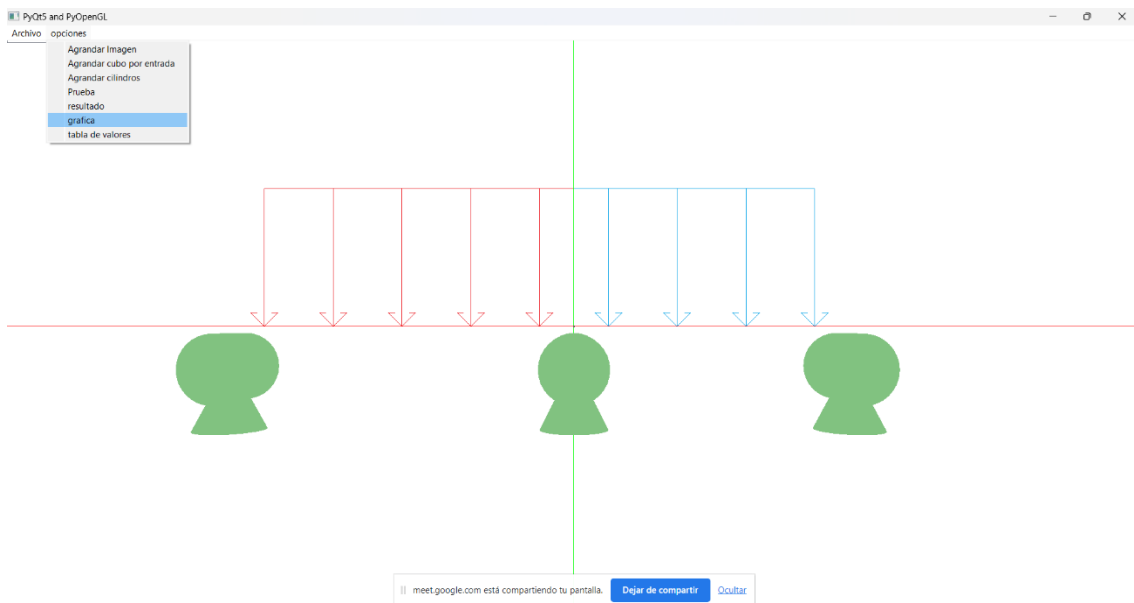 PyQt5 and PyOpenGL
Archivo opciones
Agrandar Imagen
Agrandar cubo por entrada
Agrandar cilindros
Prueba
resultado
grafica
tabla de valores
meet.google.com está compartiendo tu pantalla. Dejar de compartir Ocultar